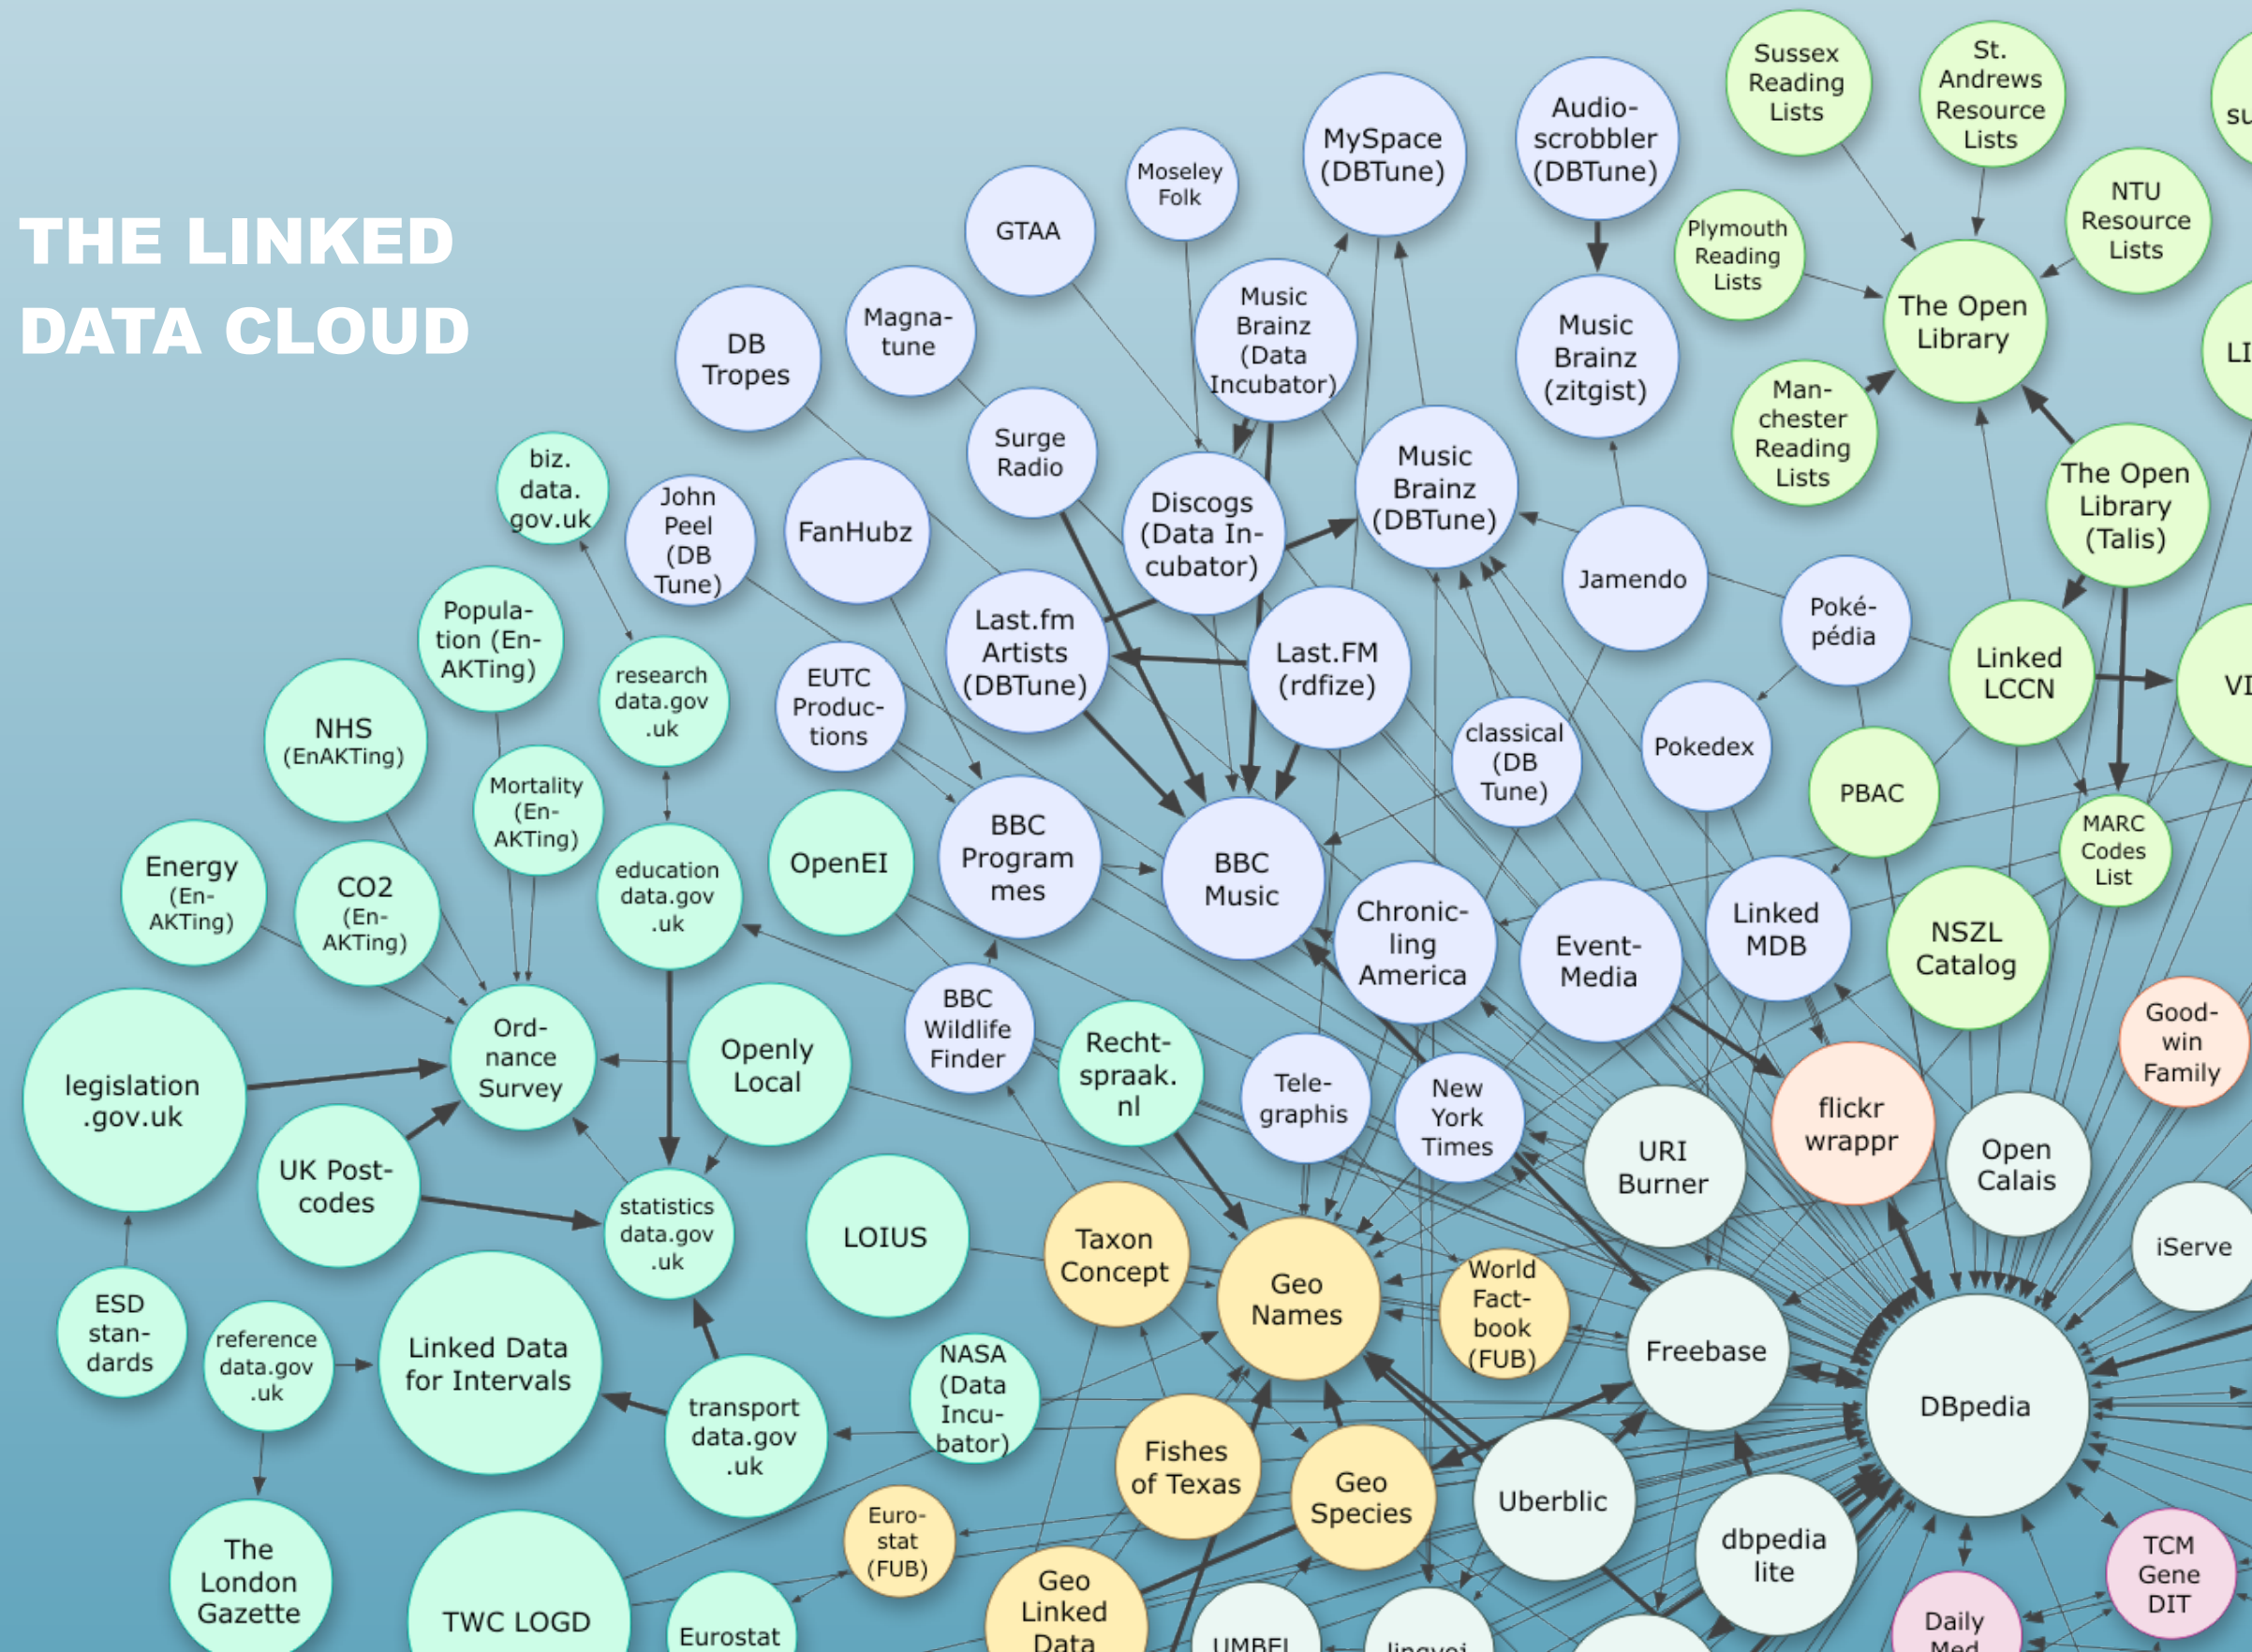 THE LINKED
DATA CLOUD
Sussex
Reading
Lists
St.
Andrews
Resource
Lists
su
MySpace
(DBTune)
Audio-
scrobbler
(DBTune)
Moseley
Folk
GTAA
NTU
Resource
Lists
Plymouth
Reading
Lists
The Open
Library
LI
DB
Tropes
Magna-
tune
Music
Brainz
(Data
Incubator)
Music
Brainz
(zitgist)
Man-
chester
Reading
Lists
Surge
Radio
biz.
data.
gov.uk
John
Peel
(DB
Tune)
FanHubz
Discogs
(Data In-
cubator)
Music
Brainz
(DBTune)
The Open
Library
(Talis)
Jamendo
Popula-
tion (En-
AKTing)
Last.fm
Artists
(DBTune)
Last.FM
(rdfize)
Poké-
pédia
Linked
LCCN
VI
NHS
(EnAKTing)
research
data.gov
.uk
EUTC
Produc-
tions
classical
(DB
Tune)
Pokedex
PBAC
Mortality
(En-
AKTing)
Energy
(En-
AKTing)
CO2
(En-
AKTing)
education
data.gov
.uk
OpenEI
BBC
Program
mes
BBC
Music
MARC
Codes
List
Chronic-
ling
America
Event-
Media
Linked
MDB
NSZL
Catalog
Ord-
nance
Survey
BBC
Wildlife
Finder
Good-
win
Family
legislation
.gov.uk
Openly
Local
Recht-
spraak.
nl
Tele-
graphis
New
York
Times
URI
Burner
flickr
wrappr
Open
Calais
UK Post-
codes
statistics
data.gov
.uk
LOIUS
Taxon
Concept
Geo
Names
World
Fact-
book
(FUB)
iServe
ESD
stan-
dards
reference
data.gov
.uk
Linked Data
for Intervals
Freebase
DBpedia
transport
data.gov
.uk
NASA
(Data
Incu-
bator)
Fishes
of Texas
Geo
Species
Uberblic
dbpedia
lite
The
London
Gazette
TWC LOGD
Euro-
stat
(FUB)
Eurostat
Geo
Linked
Data
UMBEL
lingvoj
TCM
Gene
DIT
Daily
Med